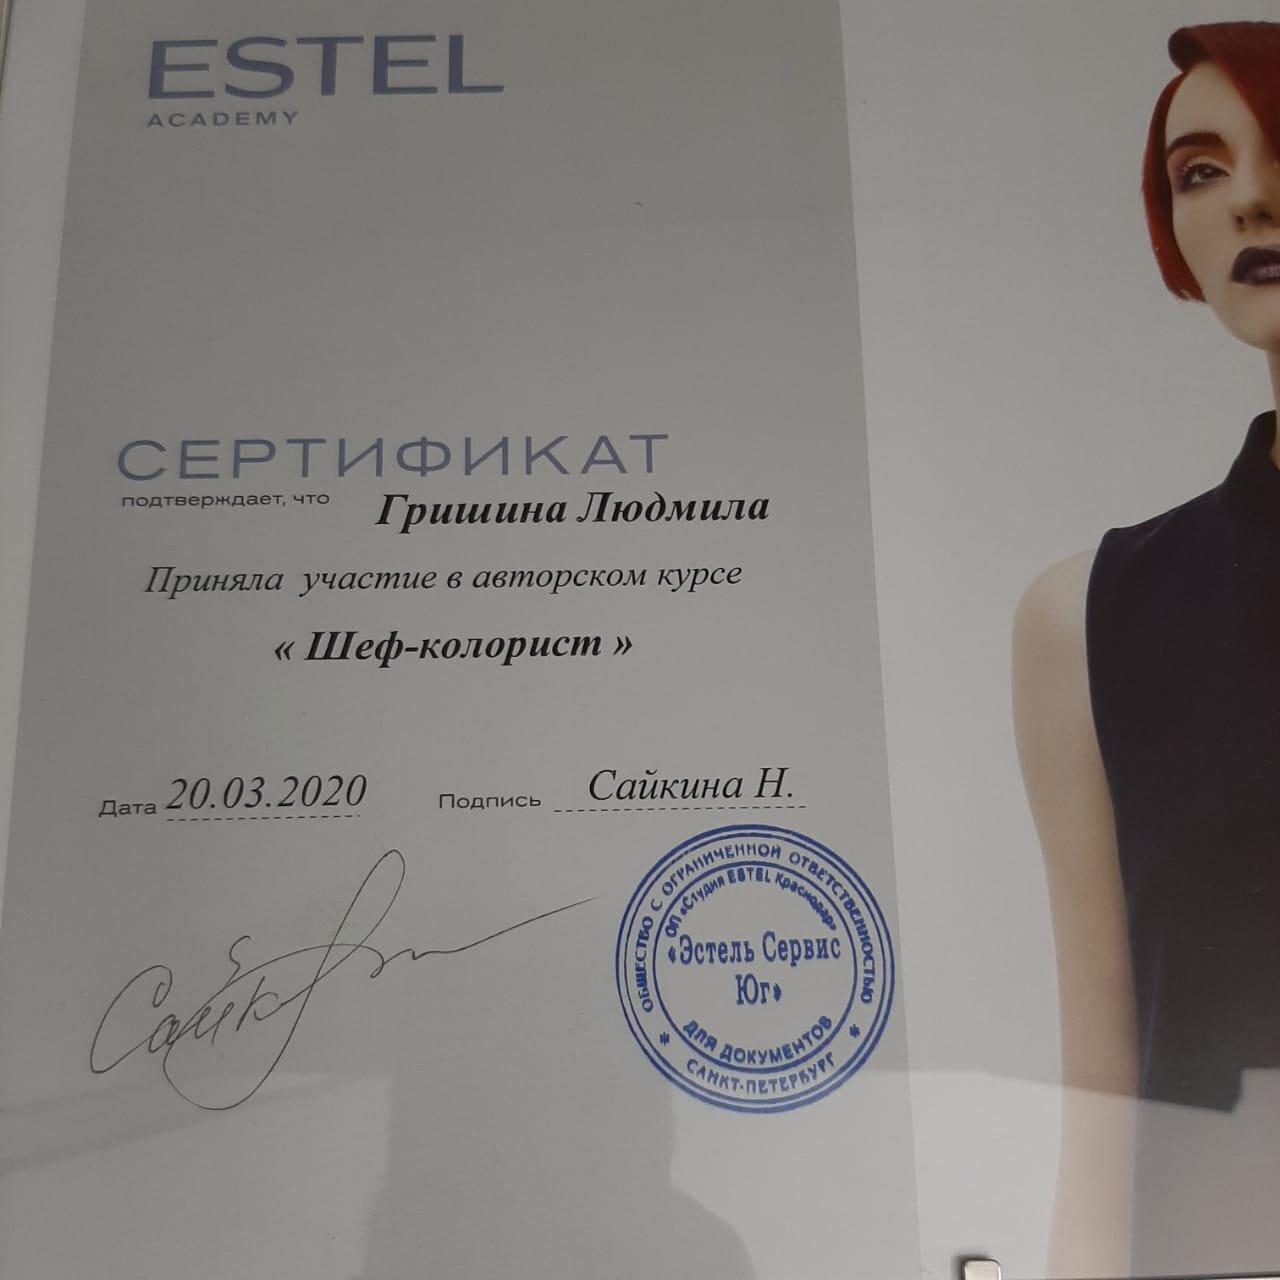 ESTEL
ACADEMY
СЕРТИФИКАТ
подтверждает, что Гришина Людмила
Приняла участие в авторском курсе
« Шеф-колорист »
Дата 20.03.2020 Подпись Сайкина Н.
ОБЩЕСТВО С ОГРАНИЧЕННОЙ ОТВЕТСТВЕННОСТЬЮ
ОП «Студия ESTEL Краснодар»
«Эстель Сервис
Юг»
ДЛЯ ДОКУМЕНТОВ
* САНКТ-ПЕТЕРБУРГ *